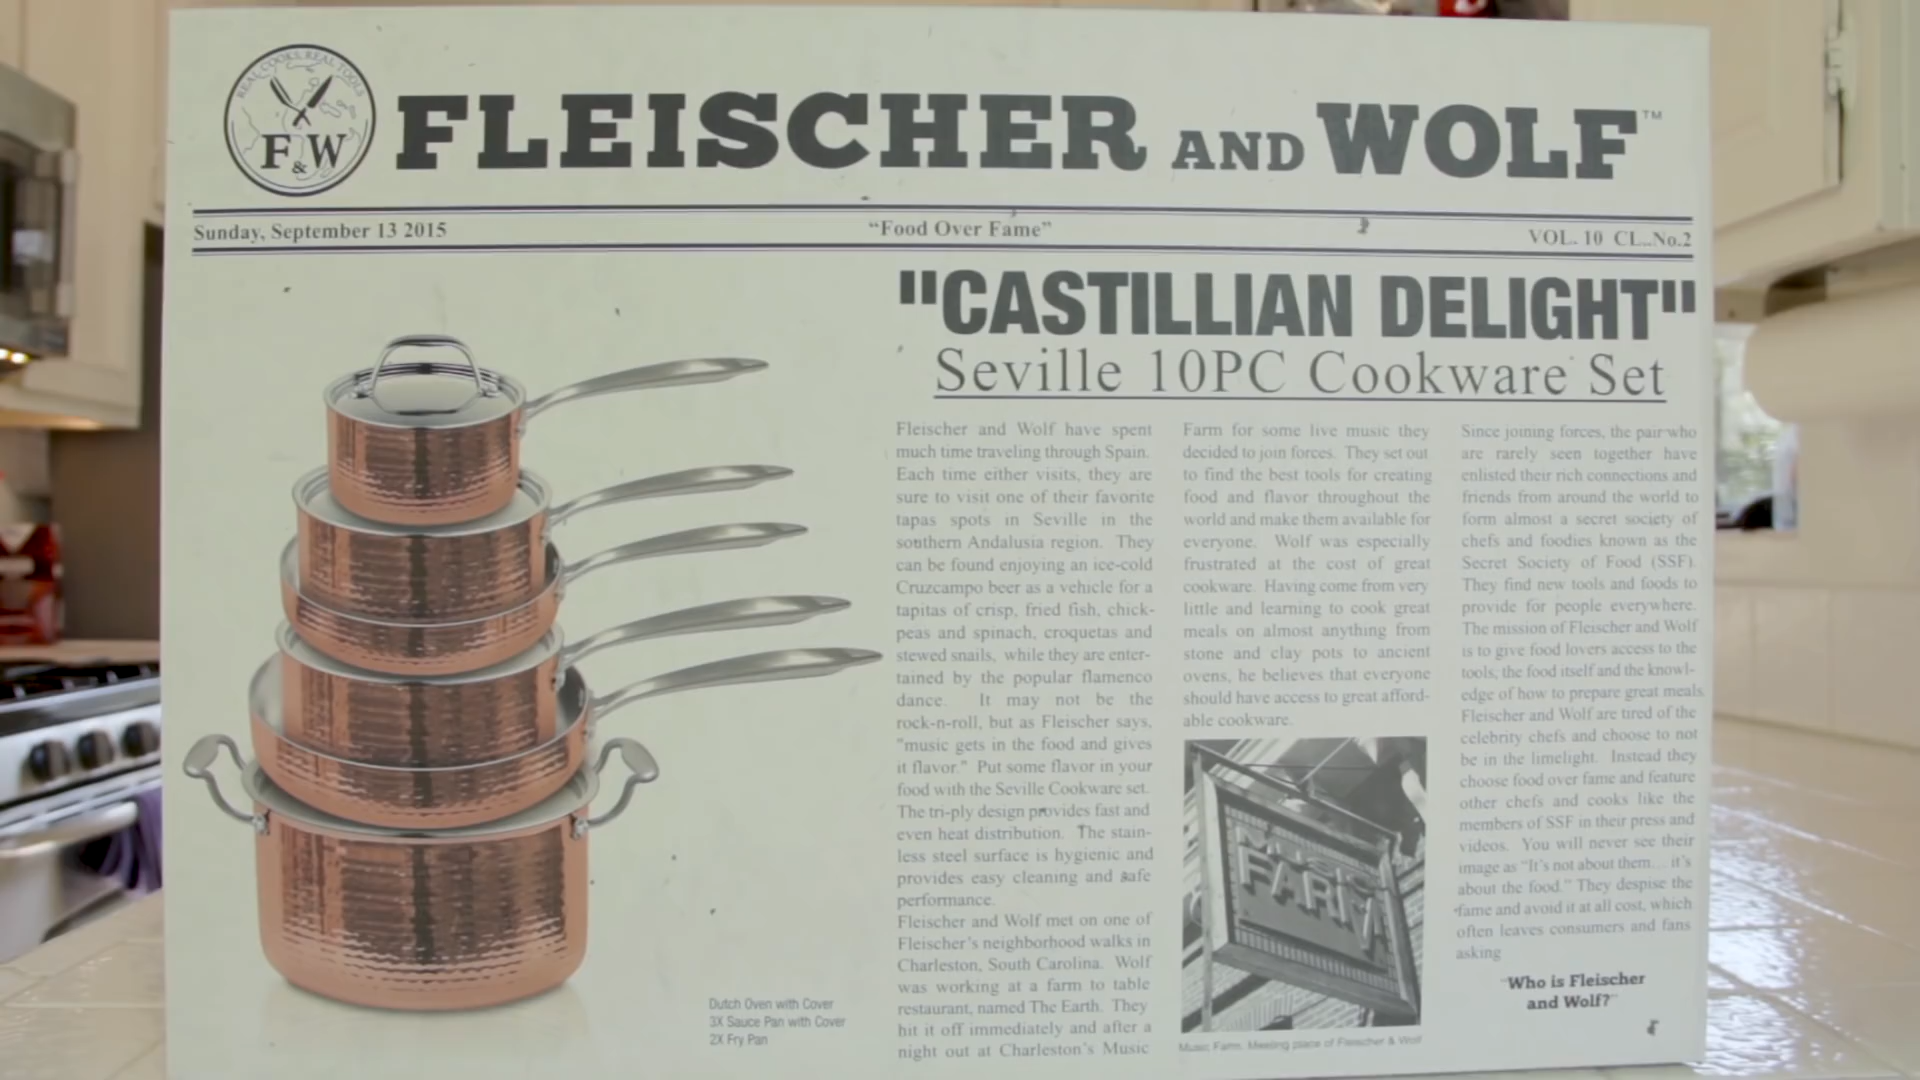 REAL COOKS, REAL TOOLS
F&W
FLEISCHER AND WOLF™
Sunday, September 13 2015
"Food Over Fame"
VOL. 10 CL. No.2
"CASTILLIAN DELIGHT"
Seville 10PC Cookware Set
Fleischer and Wolf have spent
much time traveling through Spain.
Each time either visits, they are
sure to visit one of their favorite
tapas spots in Seville in the
southern Andalusia region. They
can be found enjoying an ice-cold
Cruzcampo beer as a vehicle for a
tapitas of crisp, fried fish, chick-
peas and spinach, croquetas and
stewed snails, while they are enter-
tained by the popular flamenco
dance. It may not be the
rock-n-roll, but as Fleischer says,
"music gets in the food and gives
it flavor." Put some flavor in your
food with the Seville Cookware set.
The tri-ply design provides fast and
even heat distribution. The stain-
less steel surface is hygienic and
provides easy cleaning and safe
performance.
Fleischer and Wolf met on one of
Fleischer's neighborhood walks in
Charleston, South Carolina. Wolf
was working at a farm to table
restaurant, named The Earth. They
hit it off immediately and after a
night out at Charleston's Music
Farm for some live music they
decided to join forces. They set out
to find the best tools for creating
food and flavor throughout the
world and make them available for
everyone. Wolf was especially
frustrated at the cost of great
cookware. Having come from very
little and learning to cook great
meals on almost anything from
stone and clay pots to ancient
ovens, he believes that everyone
should have access to great afford-
able cookware.
MUSIC
FARM
Music Farm. Meeting place of Fleischer & Wolf
Since joining forces, the pair who
are rarely seen together have
enlisted their rich connections and
friends from around the world to
form almost a secret society of
chefs and foodies known as the
Secret Society of Food (SSF).
They find new tools and foods to
provide for people everywhere.
The mission of Fleischer and Wolf
is to give food lovers access to the
tools, the food itself and the knowl-
edge of how to prepare great meals.
Fleischer and Wolf are tired of the
celebrity chefs and choose to not
be in the limelight. Instead they
choose food over fame and feature
other chefs and cooks like the
members of SSF in their press and
videos. You will never see their
image as "It's not about them... it's
about the food." They despise the
fame and avoid it at all cost, which
often leaves consumers and fans
asking
"Who is Fleischer
and Wolf?"
Dutch Oven with Cover
3X Sauce Pan with Cover
2X Fry Pan